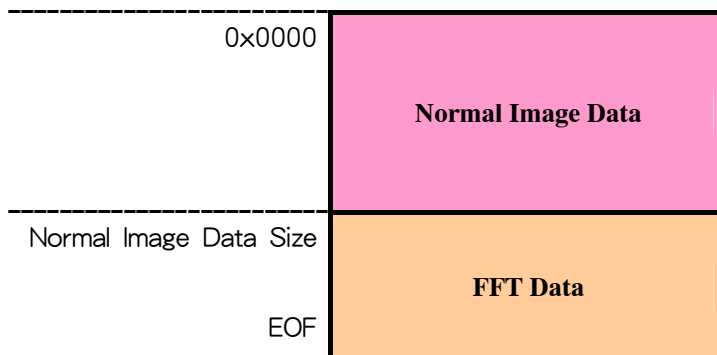 0x0000
Normal Image Data
Normal Image Data Size
FFT Data
EOF